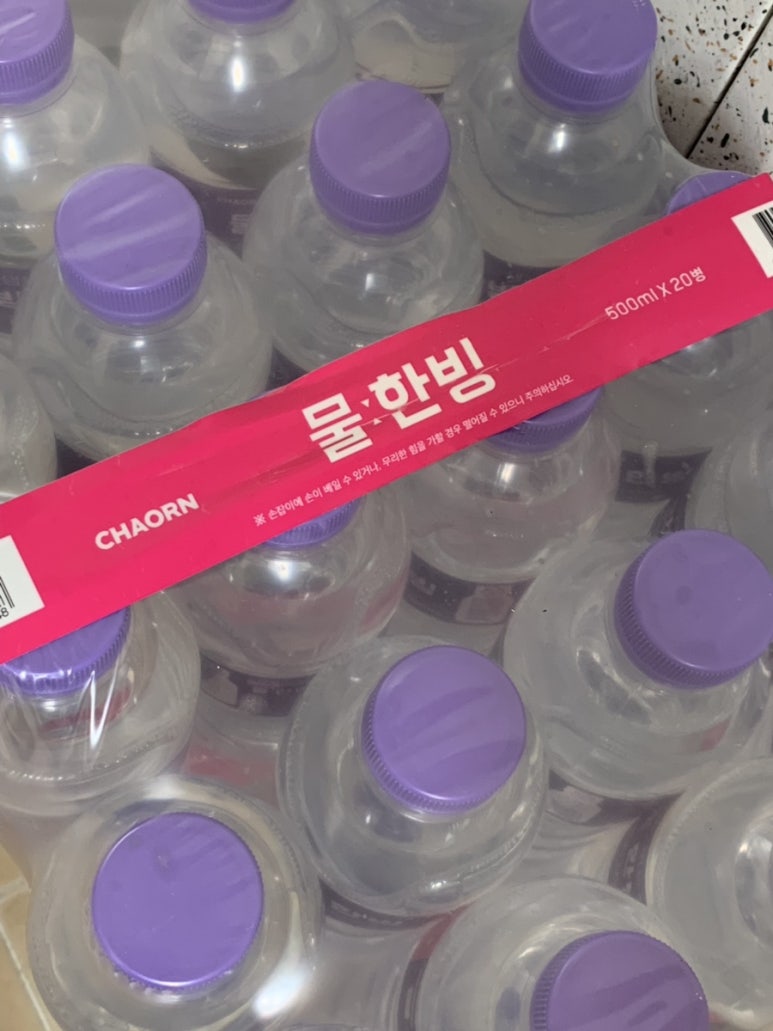 500ml X 20병
물:한빙
※ 손잡이에 손이 베일 수 있거나, 무리한 힘을 가할 경우 떨어질 수 있으니 주의하십시오
CHAORN